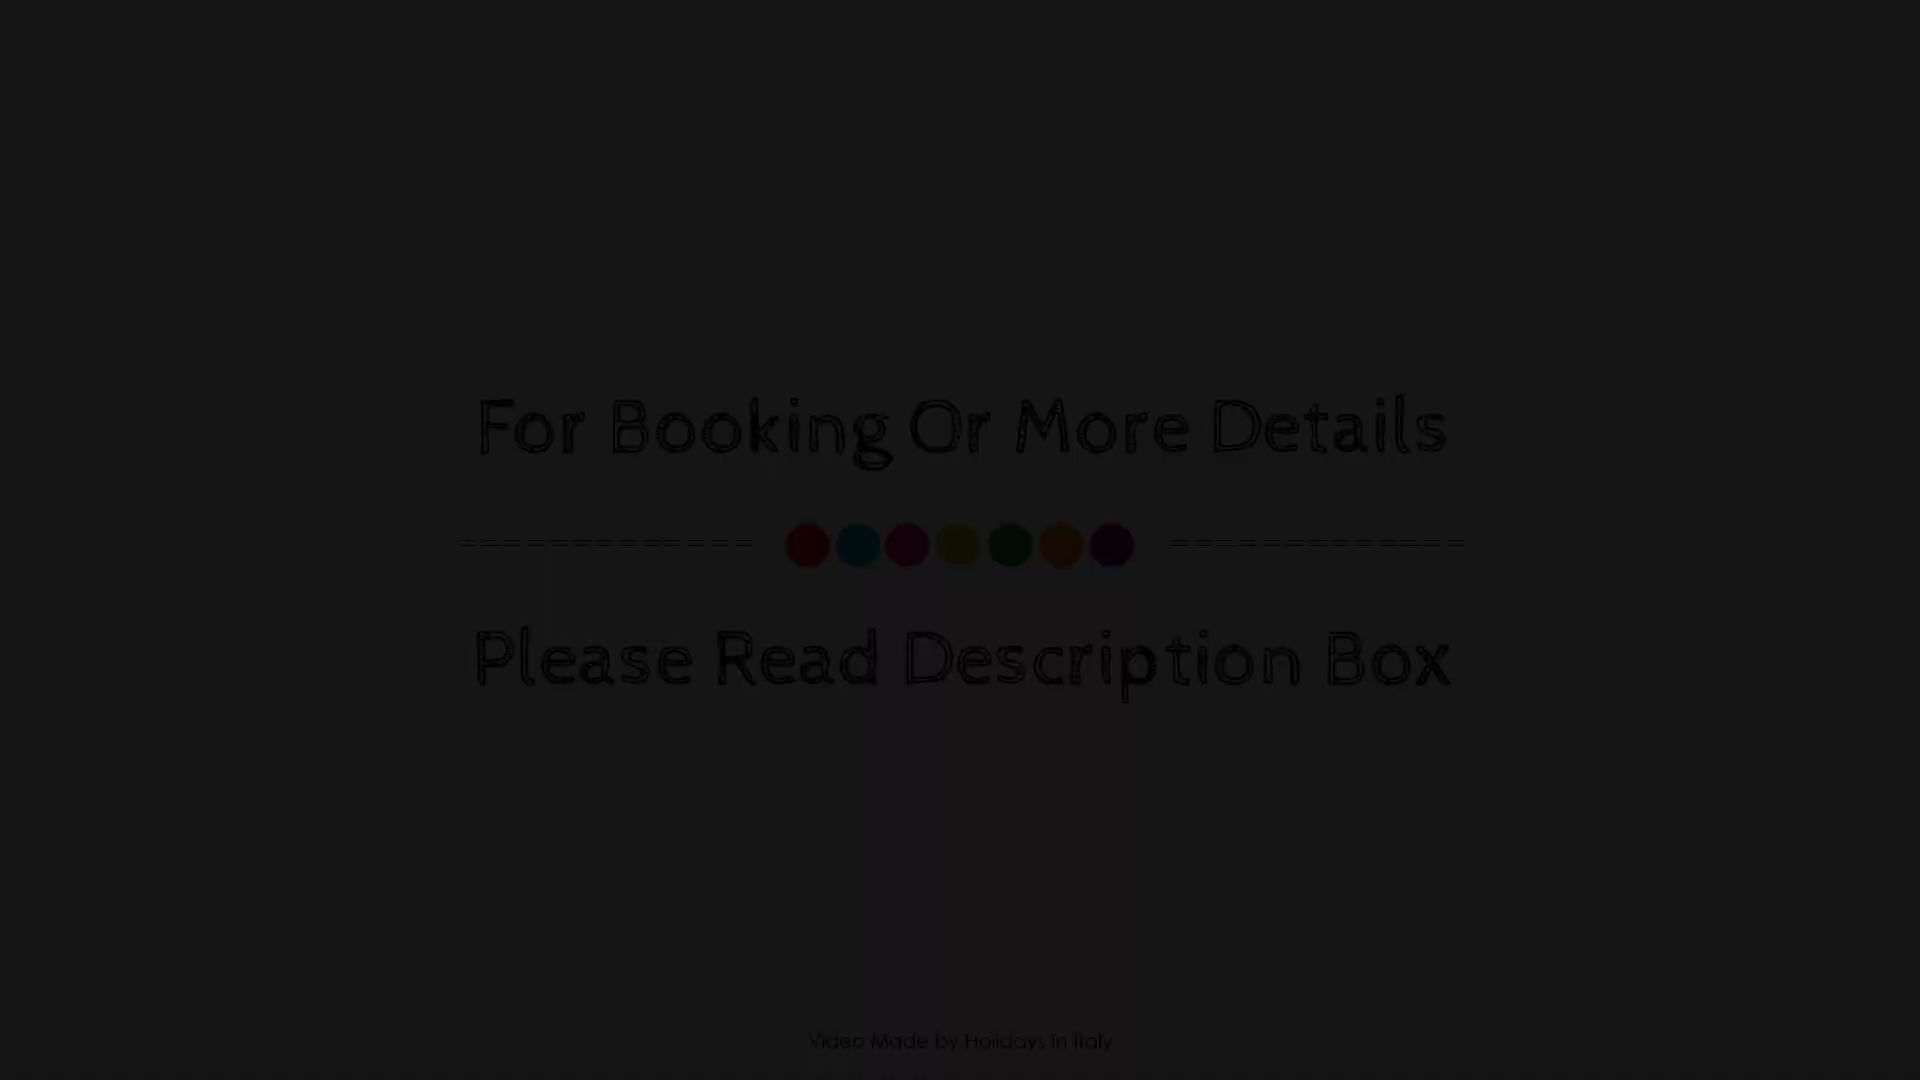 For Booking Or More Details
============= =============
Please Read Description Box
Video Made by Holidays In Italy